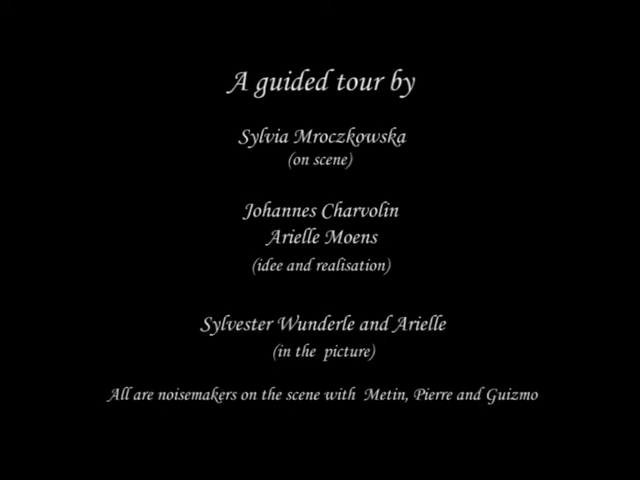 A guided tour by
Sylvia Mroczkowska
(on scene)
Johannes Charvolin
Arielle Moens
(idee and realisation)
Sylvester Wunderle and Arielle
(in the picture)
All are noisemakers on the scene with Metin, Pierre and Guizmo